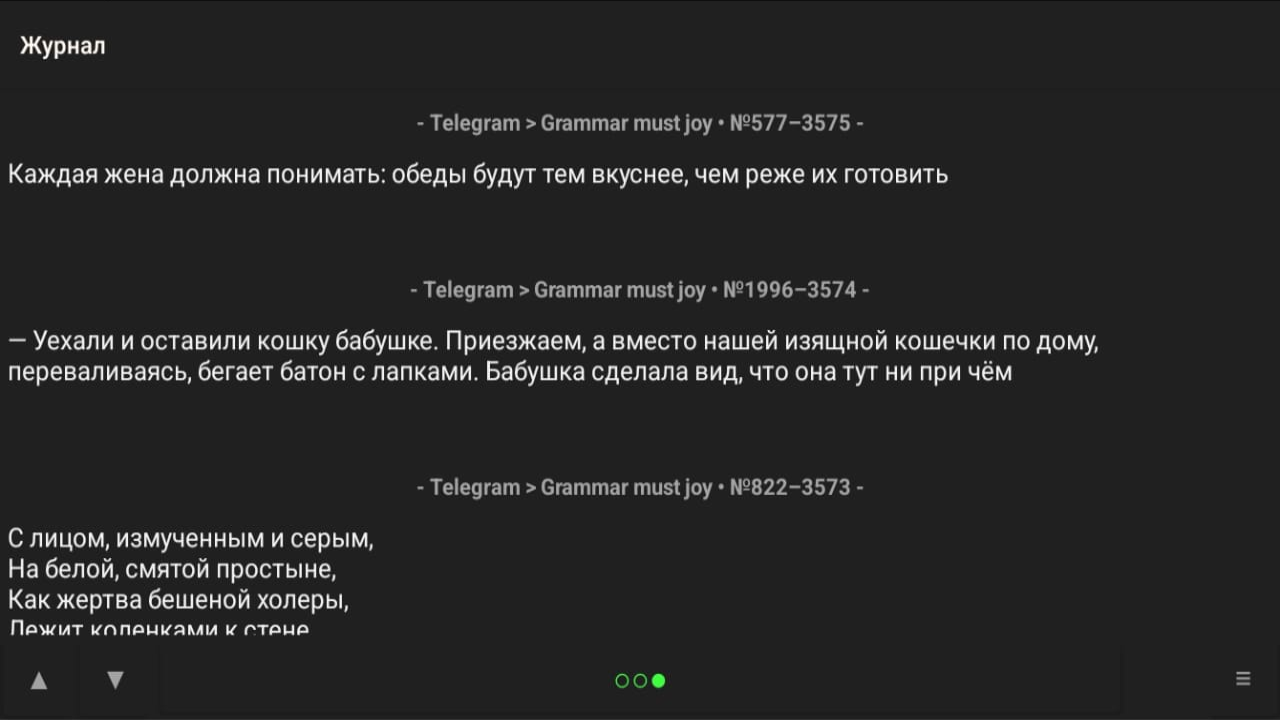 Журнал
- Telegram > Grammar must joy • №577–3575 -
Каждая жена должна понимать: обеды будут тем вкуснее, чем реже их готовить
- Telegram > Grammar must joy • №1996–3574 -
— Уехали и оставили кошку бабушке. Приезжаем, а вместо нашей изящной кошечки по дому,
переваливаясь, бегает батон с лапками. Бабушка сделала вид, что она тут ни при чём
- Telegram > Grammar must joy • №822–3573 -
С лицом, измученным и серым,
На белой, смятой простыне,
Как жертва бешеной холеры,
Лежит коленками к стене